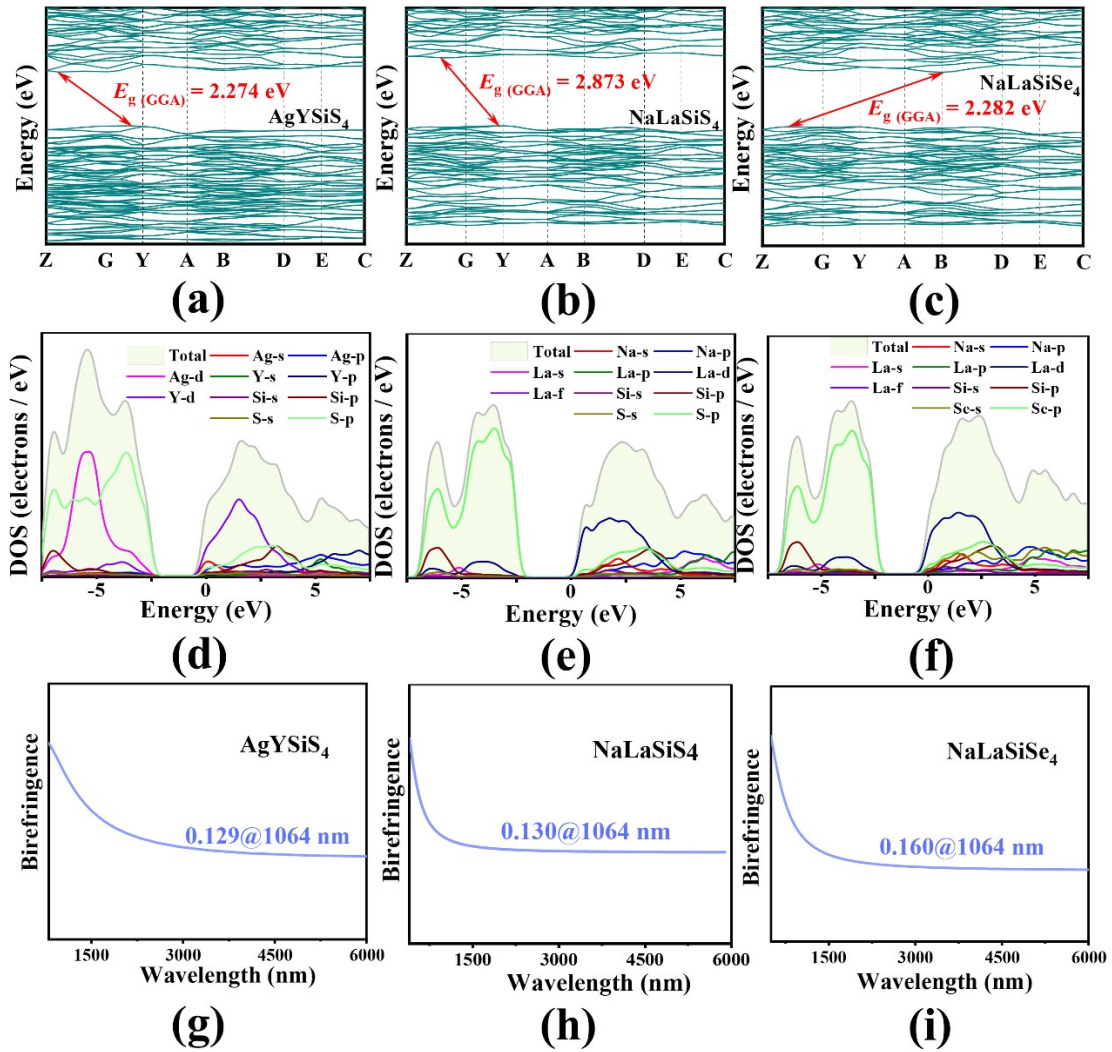 Energy (eV)
E_g (GGA) = 2.274 eV
AgYSiS₄
Z G Y A B D E C
(a)
Energy (eV)
E_g (GGA) = 2.873 eV
NaLaSiS₄
Z G Y A B D E C
(b)
Energy (eV)
E_g (GGA) = 2.282 eV
NaLaSiSe₄
Z G Y A B D E C
(c)
DOS (electrons / eV)
Total Ag-s Ag-p
Ag-d Y-s Y-p
Y-d Si-s Si-p
S-s S-p
-5 0 5
Energy (eV)
(d)
DOS (electrons / eV)
Total Na-s Na-p
La-s La-p La-d
La-f Si-s Si-p
S-s S-p
-5 0 5
Energy (eV)
(e)
DOS (electrons / eV)
Total Na-s Na-p
La-s La-p La-d
La-f Si-s Si-p
Sc-s Sc-p
-5 0 5
Energy (eV)
(f)
Birefringence
AgYSiS₄
0.129@1064 nm
1500 3000 4500 6000
Wavelength (nm)
(g)
Birefringence
NaLaSiS4
0.130@1064 nm
1500 3000 4500 6000
Wavelength (nm)
(h)
Birefringence
NaLaSiSe₄
0.160@1064 nm
1500 3000 4500 6000
Wavelength (nm)
(i)